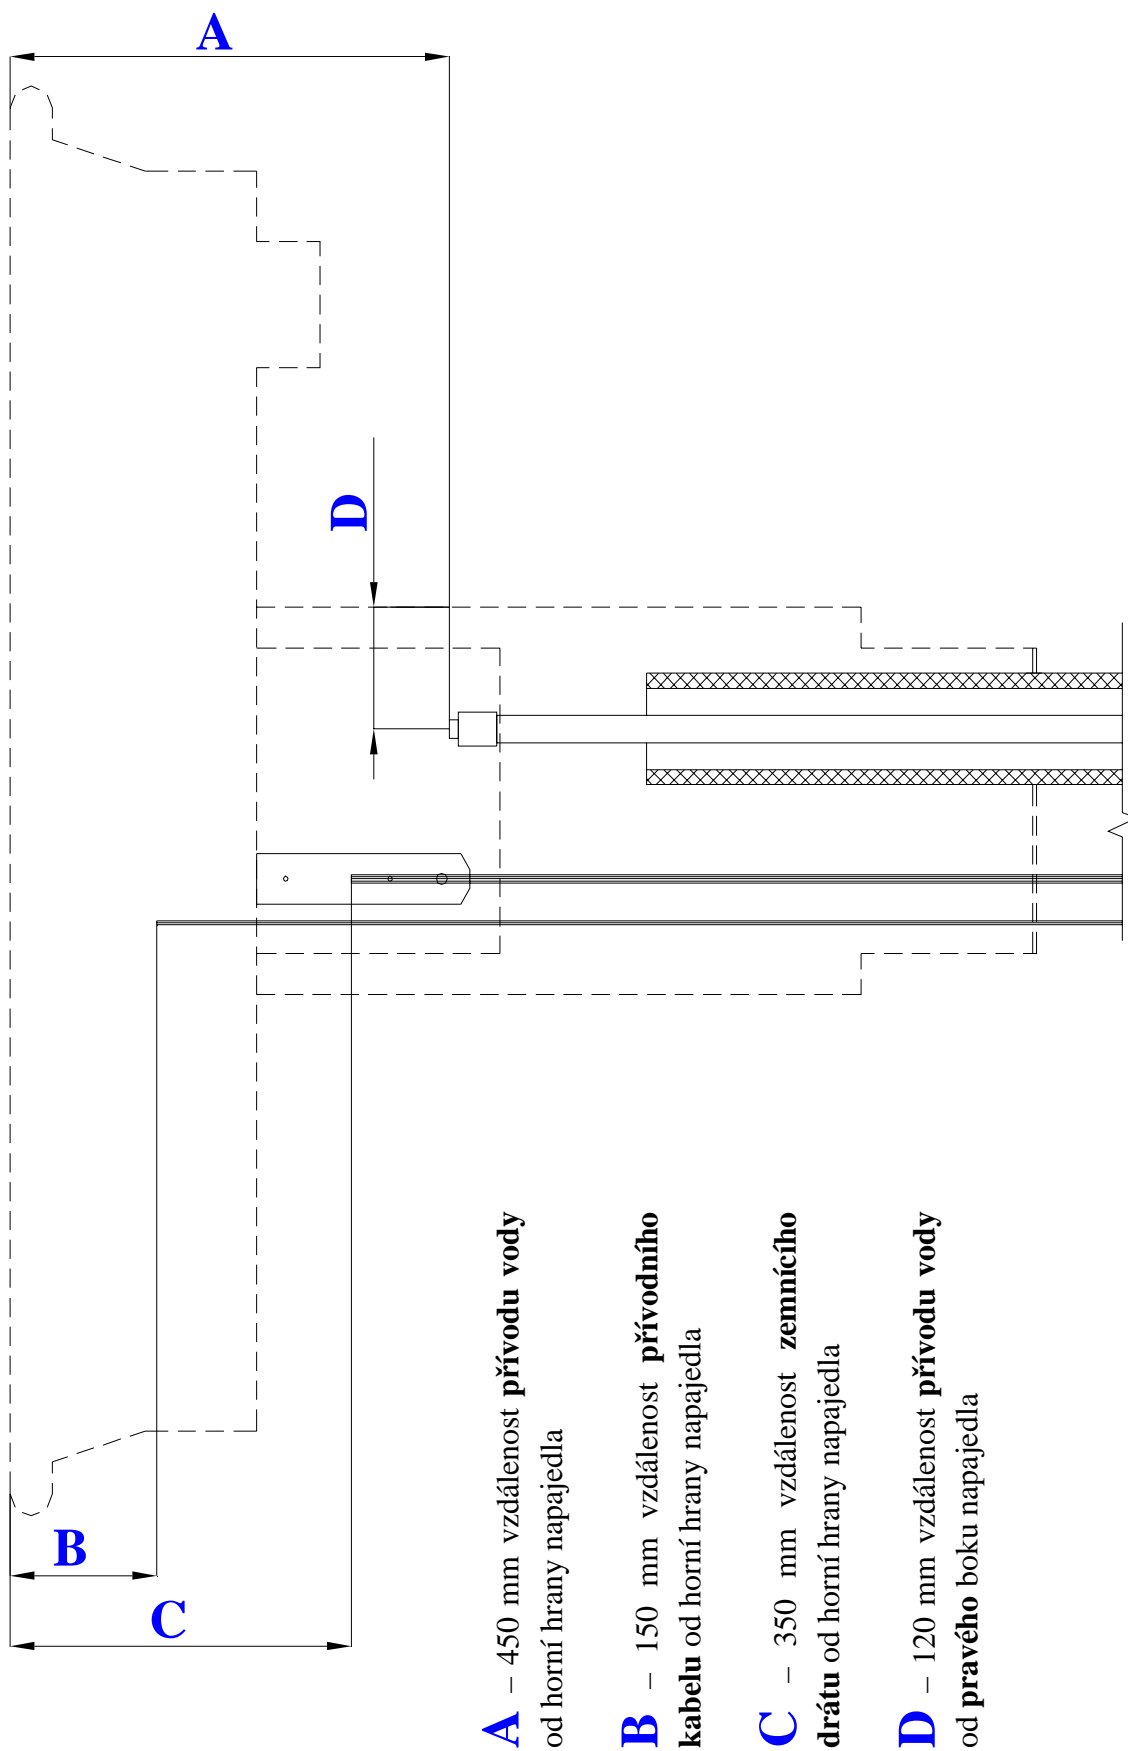 A
D
B
C
A – 450 mm vzdálenost přívodu vody
od horní hrany napajedla
B – 150 mm vzdálenost přívodního
kabelu od horní hrany napajedla
C – 350 mm vzdálenost zemnícího
drátu od horní hrany napajedla
D – 120 mm vzdálenost přívodu vody
od pravého boku napajedla